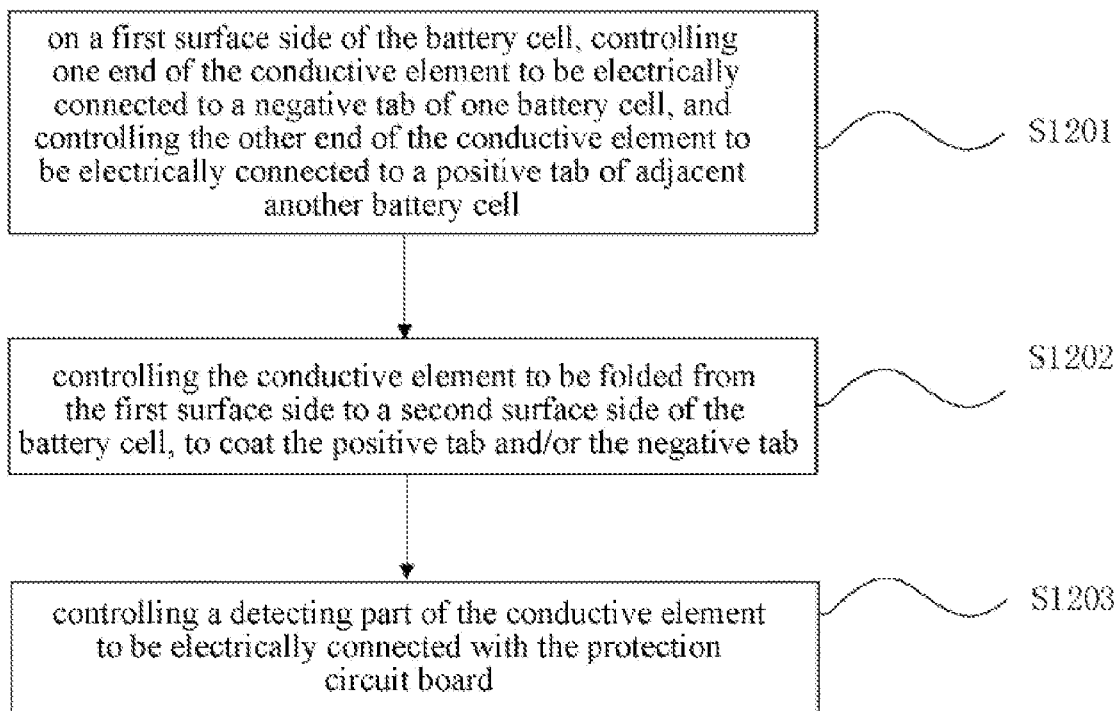 on a first surface side of the battery cell, controlling
one end of the conductive element to be electrically
connected to a negative tab of one battery cell, and
controlling the other end of the conductive element to
be electrically connected to a positive tab of adjacent
another battery cell
S1201
controlling the conductive element to be folded from
the first surface side to a second surface side of the
battery cell, to coat the positive tab and/or the negative tab
S1202
controlling a detecting part of the conductive element
to be electrically connected with the protection
circuit board
S1203